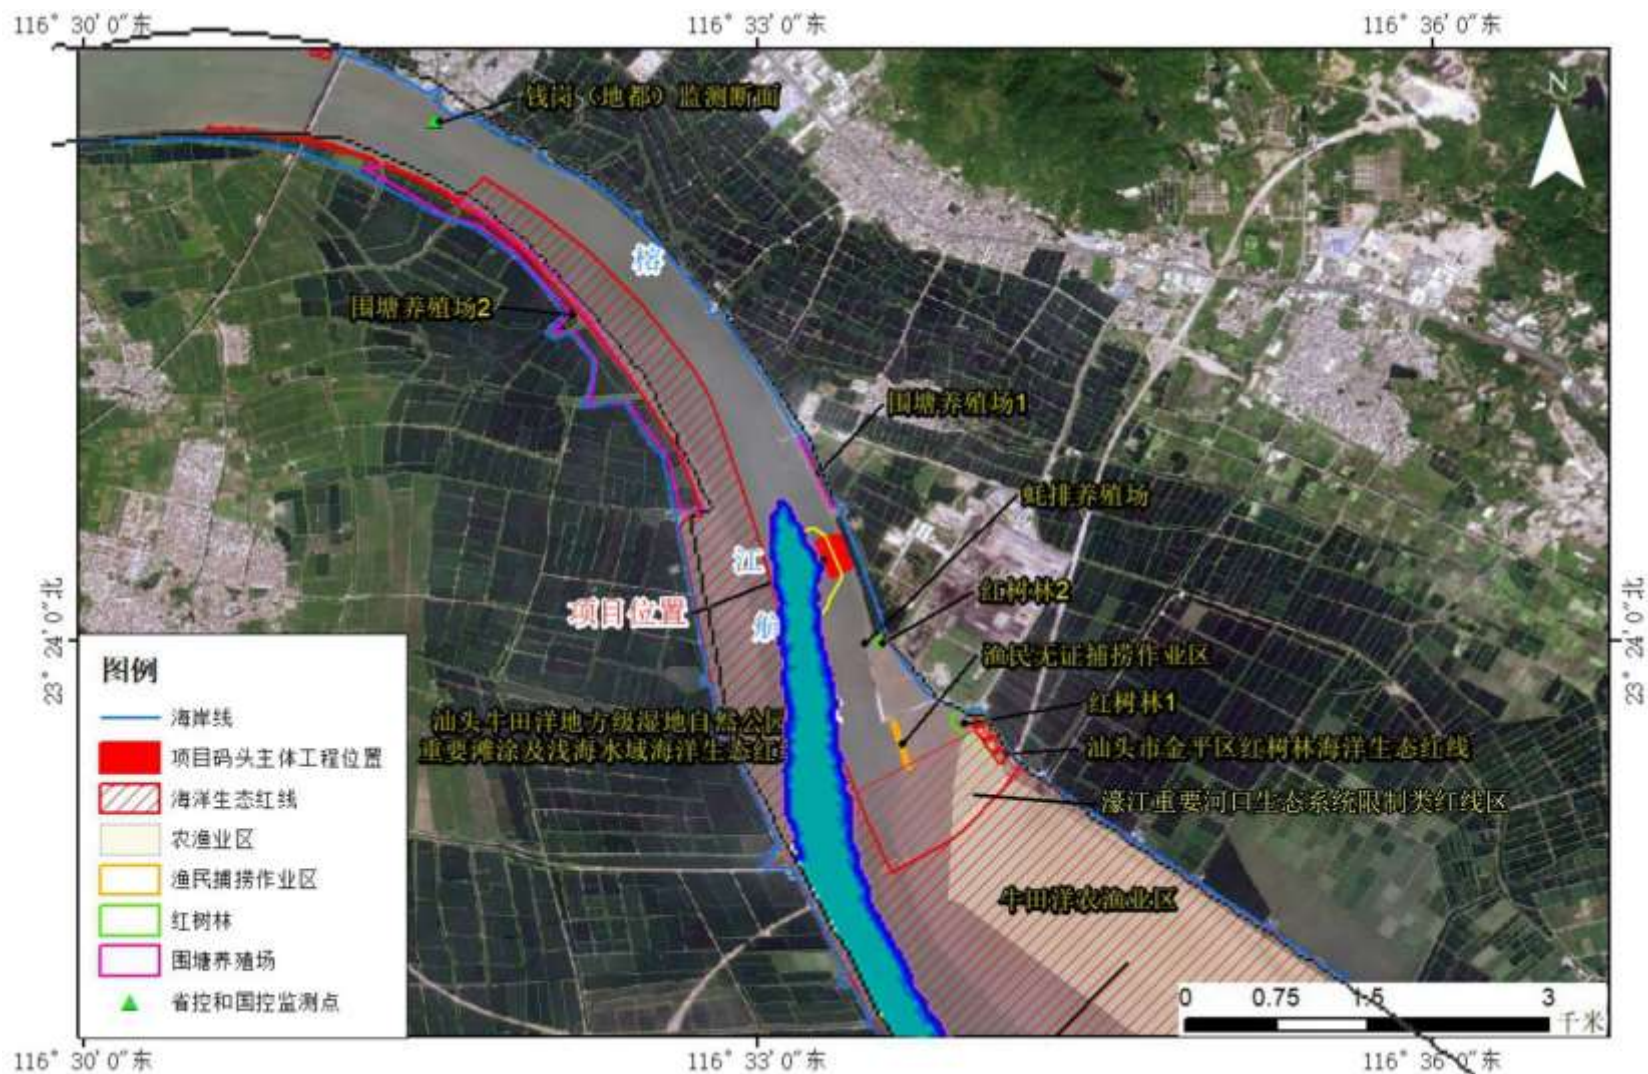 116° 30′ 0″东
116° 33′ 0″东
116° 36′ 0″东
N
钱岗（地都）监测断面
榕
围塘养殖场2
围塘养殖场1
蚝排养殖场
江
红树林2
项目位置
航
23° 24′ 0″北
23° 24′ 0″北
渔民无证捕捞作业区
红树林1
汕头牛田洋地方级湿地自然公
重要滩涂及浅海水域海洋生态红
汕头市金平区红树林海洋生态红线
濠江重要河口生态系统限制类红线区
牛田洋农渔业区
图例
海岸线
项目码头主体工程位置
海洋生态红线
农渔业区
渔民捕捞作业区
红树林
围塘养殖场
省控和国控监测点
0 0.75 1.5 3
千米
116° 30′ 0″东
116° 33′ 0″东
116° 36′ 0″东